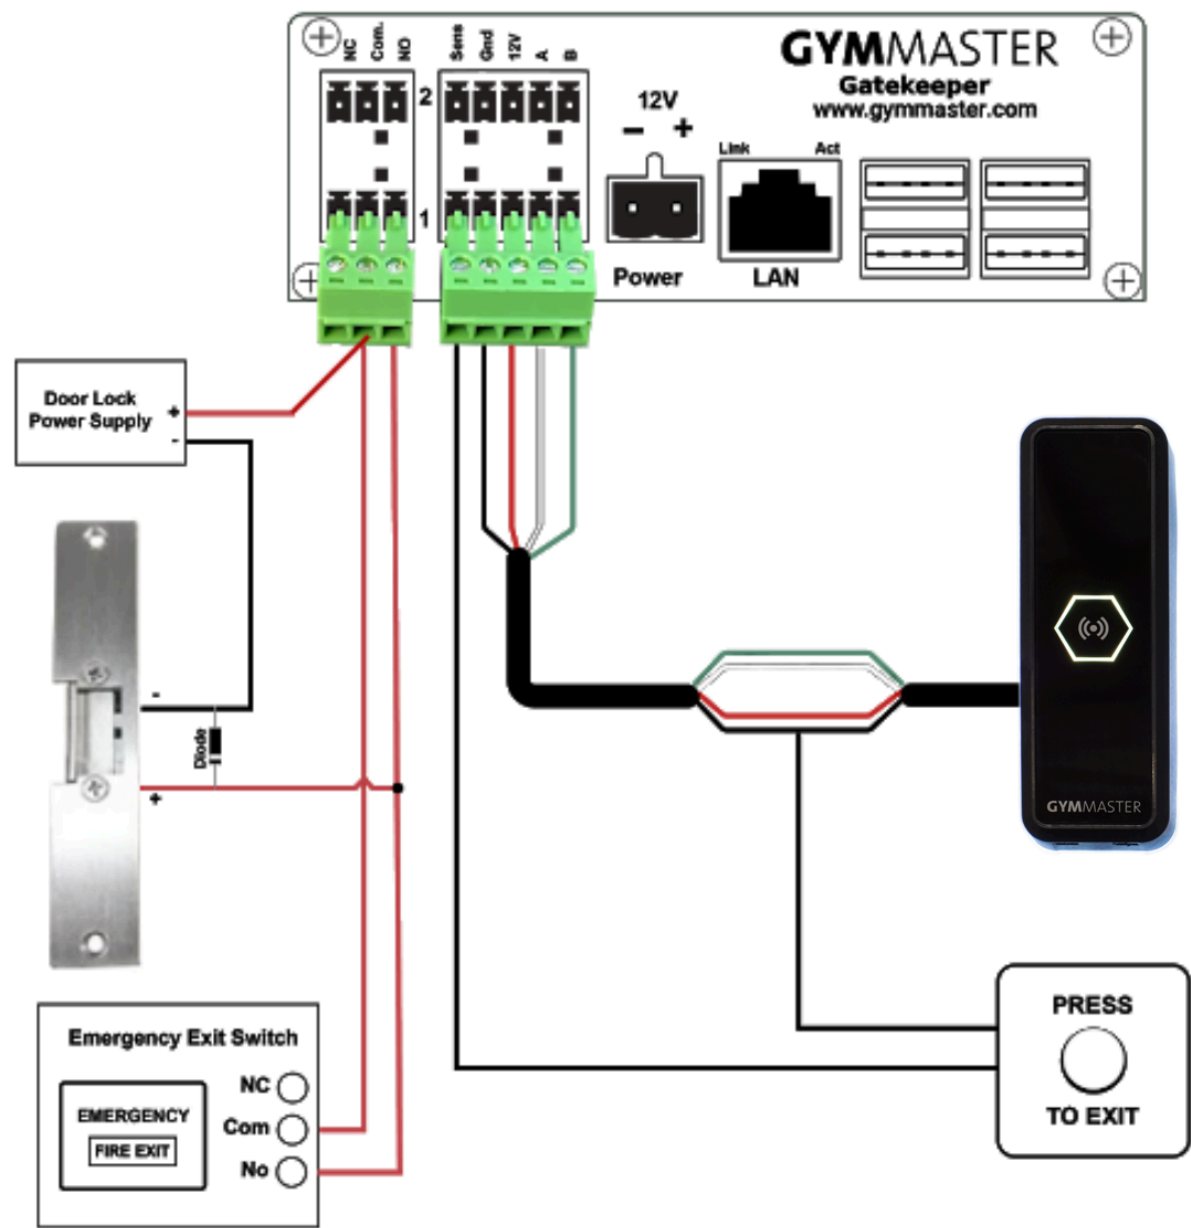 NC Com. NO
Sens Gnd 12V A B
2
1
GYMMASTER
Gatekeeper
www.gymmaster.com
12V
− +
Power
Link Act
LAN
Door Lock
Power Supply
+
-
-
Diode
+
GYMMASTER
Emergency Exit Switch
NC
Com
No
EMERGENCY
FIRE EXIT
PRESS
TO EXIT